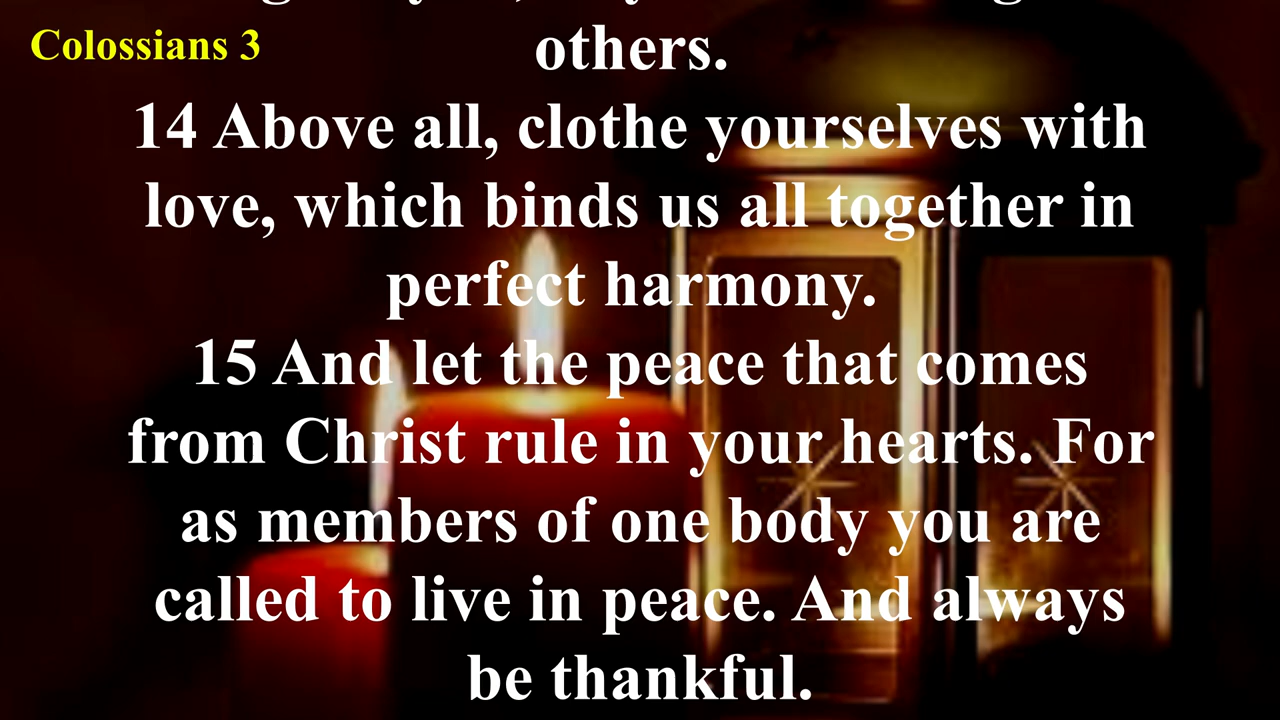 Colossians 3
others.
14 Above all, clothe yourselves with
love, which binds us all together in
perfect harmony.
15 And let the peace that comes
from Christ rule in your hearts. For
as members of one body you are
called to live in peace. And always
be thankful.